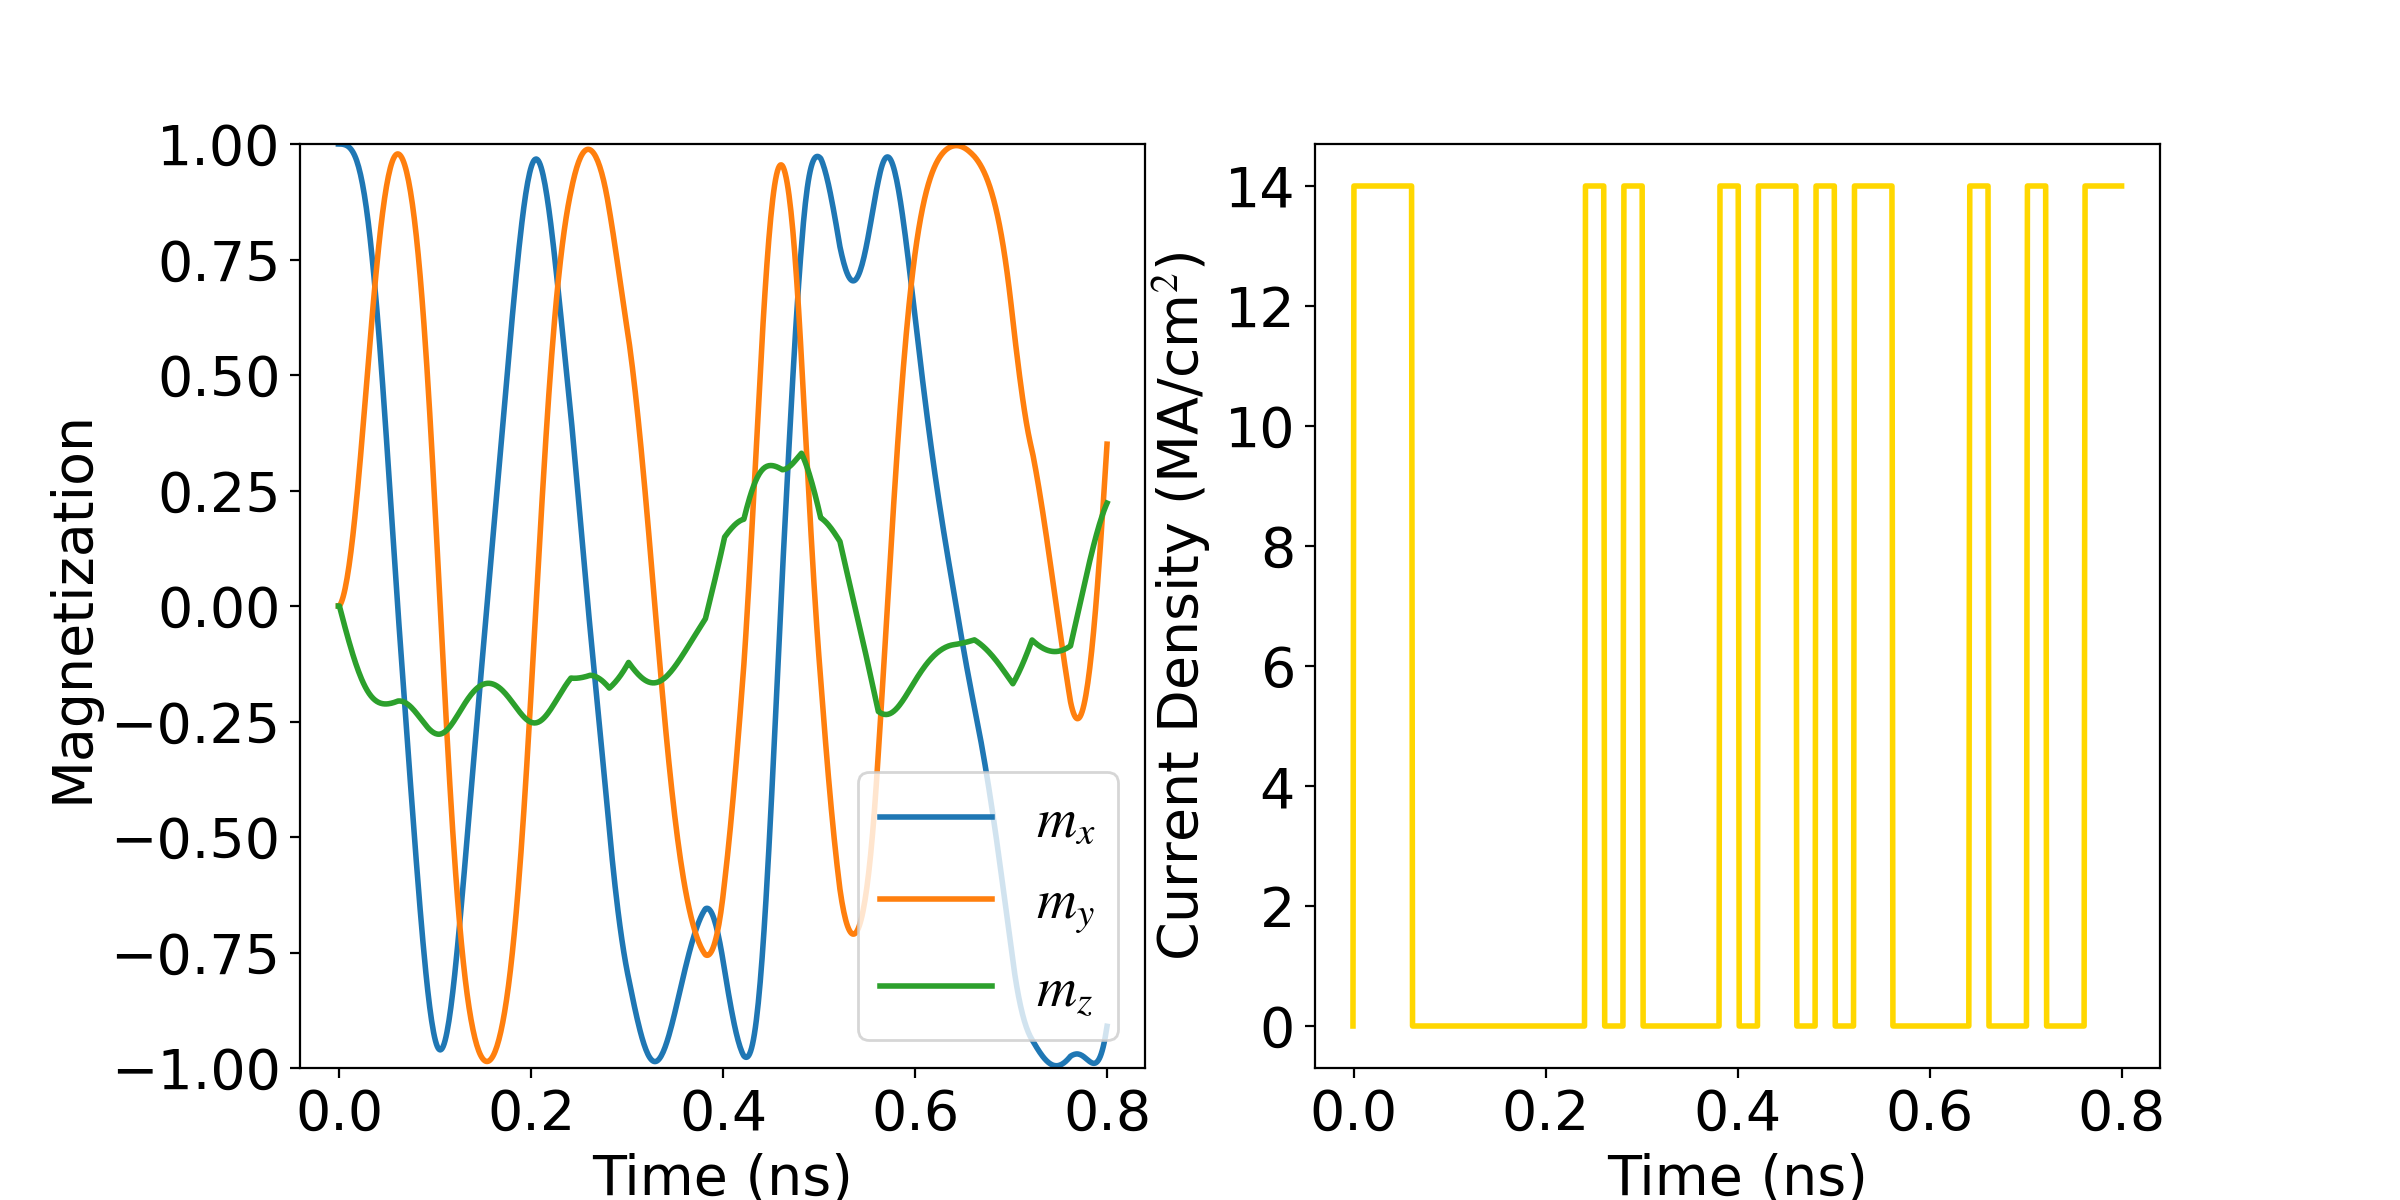 1.00
0.75
0.50
0.25
0.00
−0.25
−0.50
−0.75
−1.00
Magnetization
0.0 0.2 0.4 0.6 0.8
Time (ns)
m_x
m_y
m_z
14
12
10
8
6
4
2
0
Current Density (MA/cm²)
0.0 0.2 0.4 0.6 0.8
Time (ns)